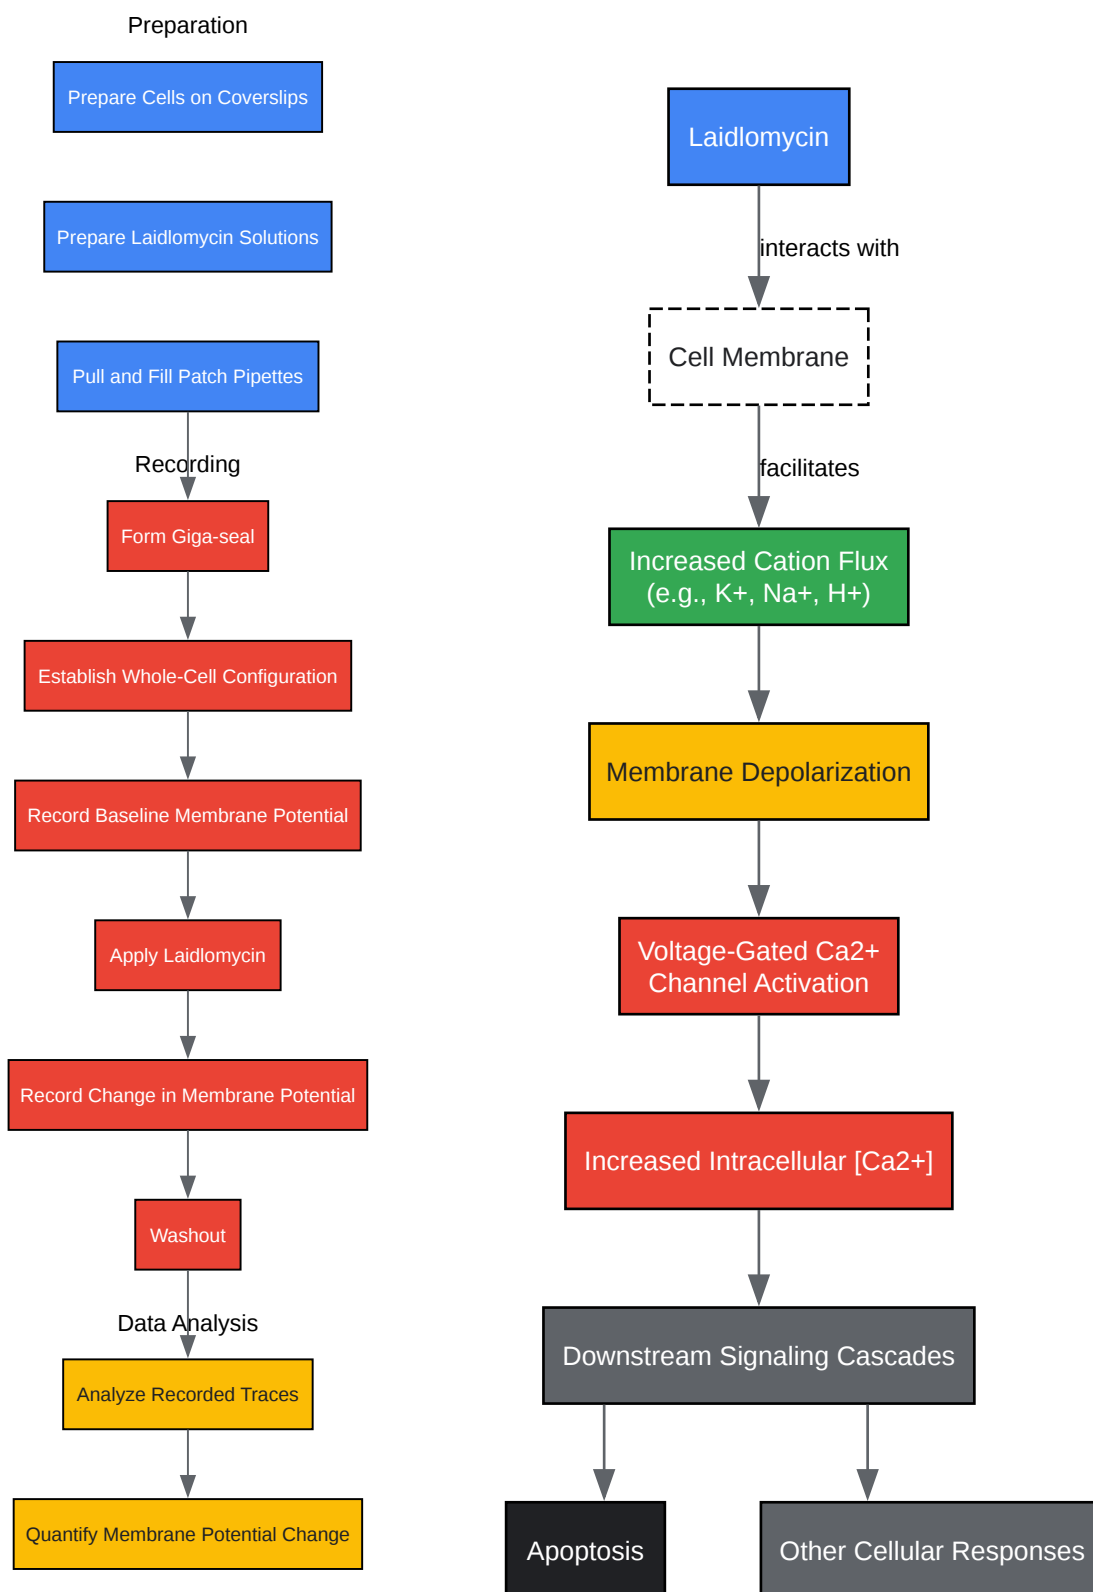 Preparation
Prepare Cells on Coverslips
Prepare Laidlomycin Solutions
Pull and Fill Patch Pipettes
Recording
Form Giga-seal
Establish Whole-Cell Configuration
Record Baseline Membrane Potential
Apply Laidlomycin
Record Change in Membrane Potential
Washout
Data Analysis
Analyze Recorded Traces
Quantify Membrane Potential Change
Laidlomycin
interacts with
Cell Membrane
facilitates
Increased Cation Flux
(e.g., K+, Na+, H+)
Membrane Depolarization
Voltage-Gated Ca2+
Channel Activation
Increased Intracellular [Ca2+]
Downstream Signaling Cascades
Apoptosis
Other Cellular Responses